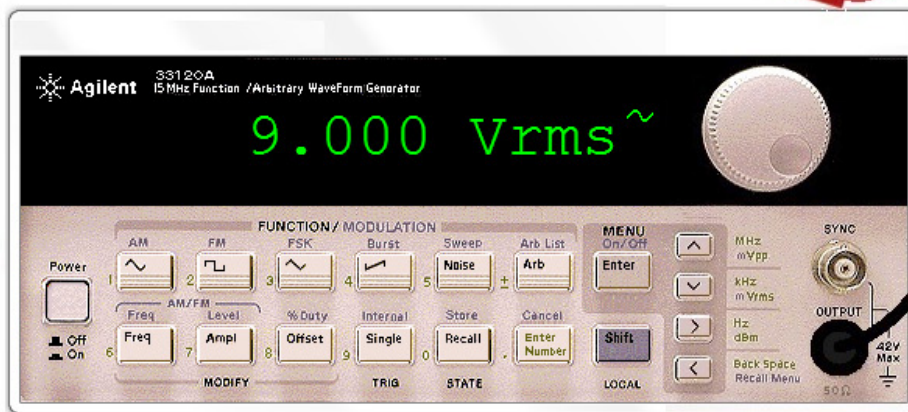 Agilent 33120A
15 MHz Function /Arbitrary WaveForm Generator
9.000 Vrms~
FUNCTION/ MODULATION
AM FM FSK Burst Sweep Arb List
MENU
On/Off
1 2 3 4 5 ± Noise Arb Enter
MHz
mVpp
kHz
mVrms
Hz
dBm
Back Space
Recall Menu
SYNC
OUTPUT
42V
Max
50Ω
Power
Off
On
AM/FM
Freq Level % Duty Internal Store Cancel
6 Freq 7 Ampl 8 Offset 9 Single 0 Recall . Enter Number Shift
MODIFY TRIG STATE LOCAL